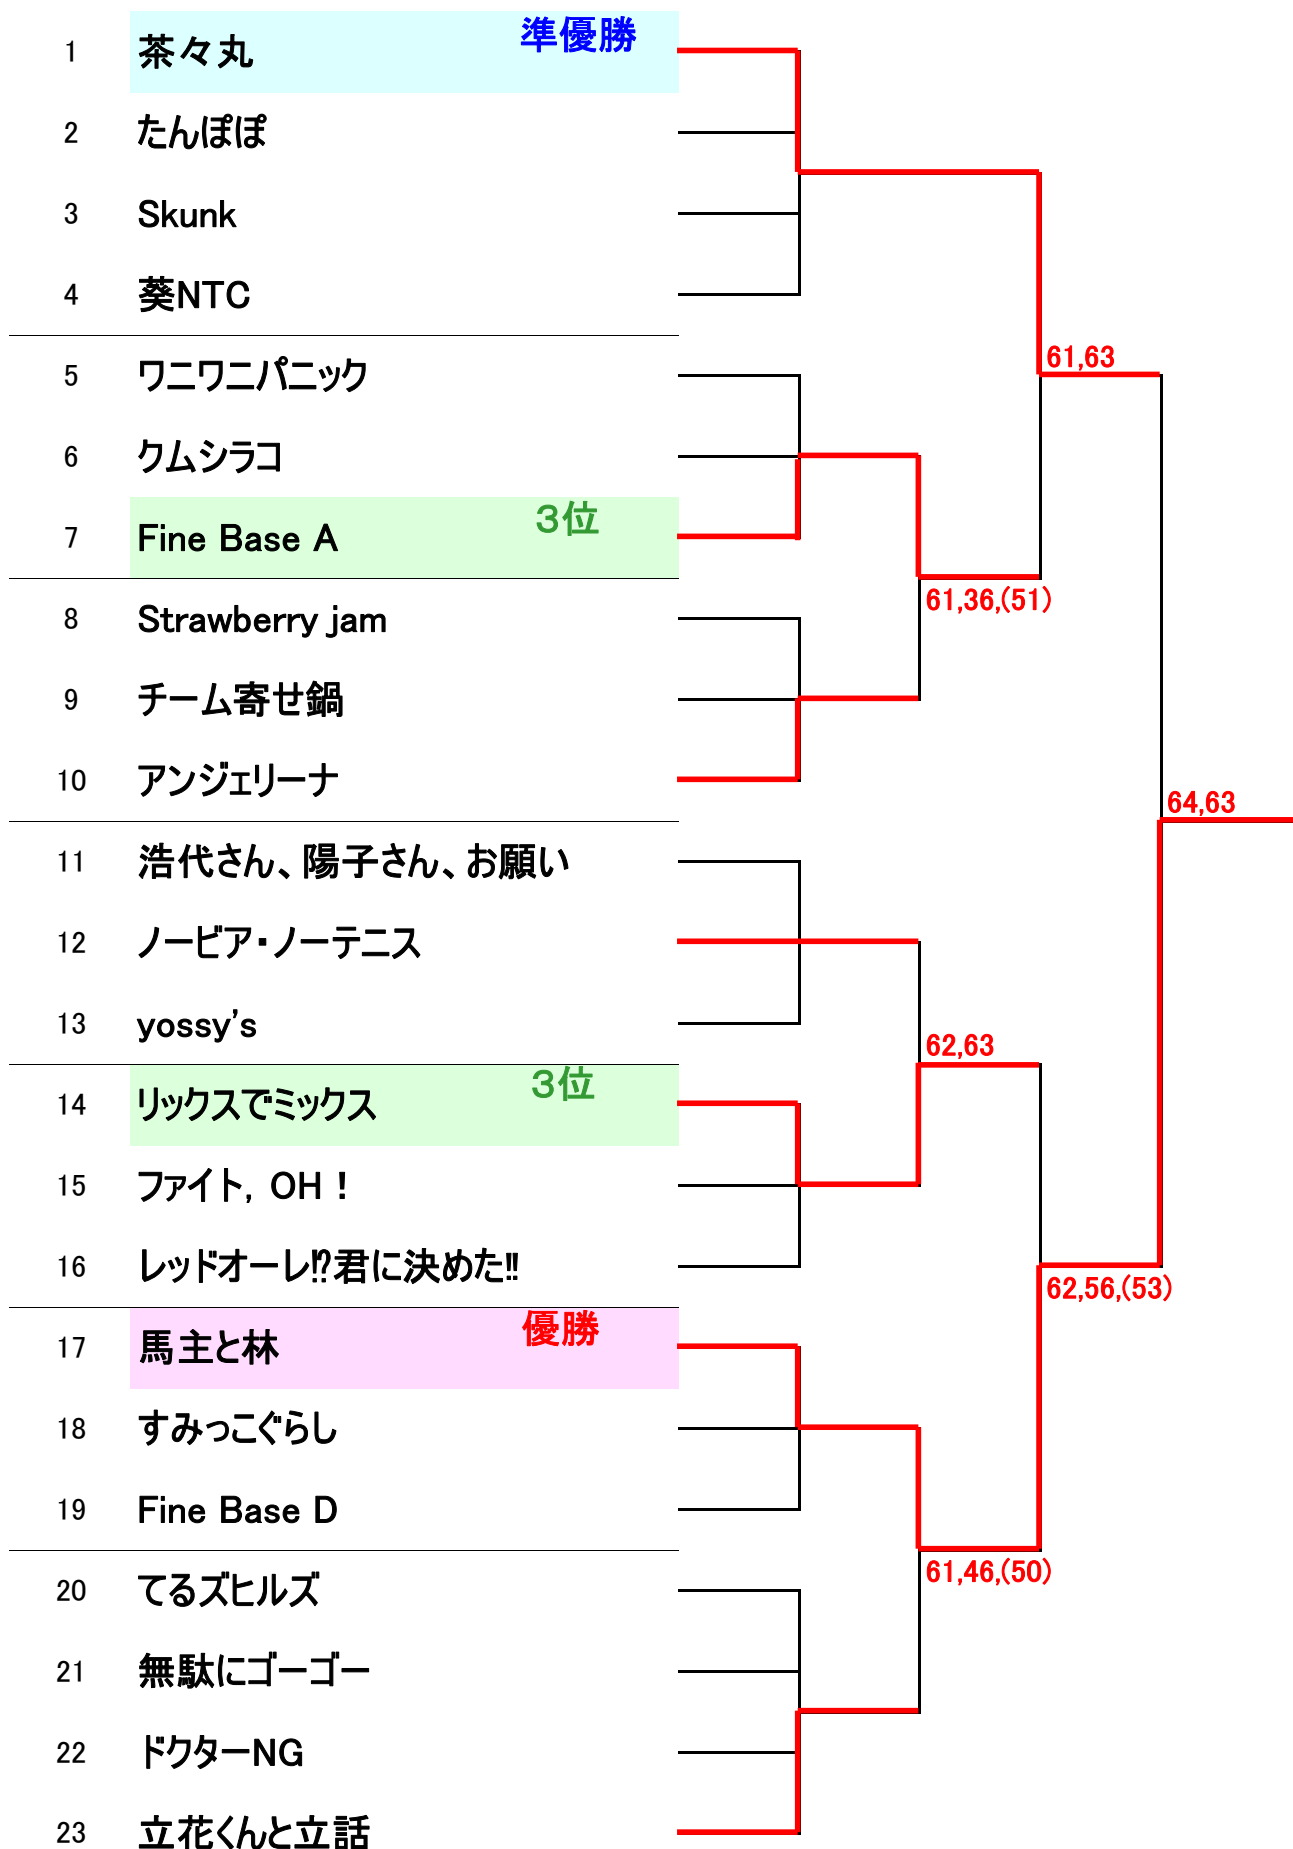 1 茶々丸 準優勝
2 たんぽぽ
3 Skunk
4 葵NTC
5 ワニワニパニック
61,63
6 クムシラコ
7 Fine Base A 3位
61,36,(51)
8 Strawberry jam
9 チーム寄せ鍋
10 アンジェリーナ
64,63
11 浩代さん、陽子さん、お願い
12 ノービア・ノーテニス
13 yossy's
62,63
14 リックスでミックス 3位
15 ファイト，OH！
16 レッドオーレ⁉君に決めた‼
62,56,(53)
17 馬主と林 優勝
18 すみっこぐらし
19 Fine Base D
61,46,(50)
20 てるズヒルズ
21 無駄にゴーゴー
22 ドクターNG
23 立花くんと立話